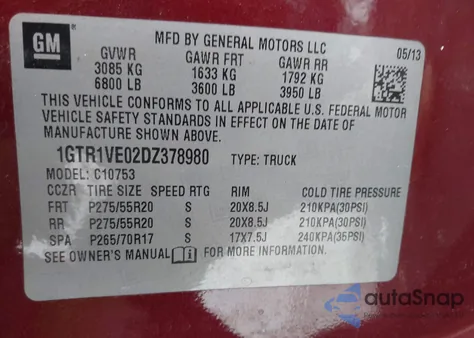 GM
MFD BY GENERAL MOTORS LLC
05/13
GVWR GAWR FRT GAWR RR
3085 KG 1633 KG 1792 KG
6800 LB 3600 LB 3950 LB
THIS VEHICLE CONFORMS TO ALL APPLICABLE U.S. FEDERAL MOTOR
VEHICLE SAFETY STANDARDS IN EFFECT ON THE DATE OF
MANUFACTURE SHOWN ABOVE.
1GTR1VE02DZ378980 TYPE: TRUCK
MODEL: C10753
CCZR TIRE SIZE SPEED RTG RIM COLD TIRE PRESSURE
FRT P275/55R20 S 20X8.5J 210KPA(30PSI)
RR P275/55R20 S 20X8.5J 210KPA(30PSI)
SPA P265/70R17 S 17X7.5J 240KPA(35PSI)
SEE OWNER'S MANUAL FOR MORE INFORMATION.
autoSnap